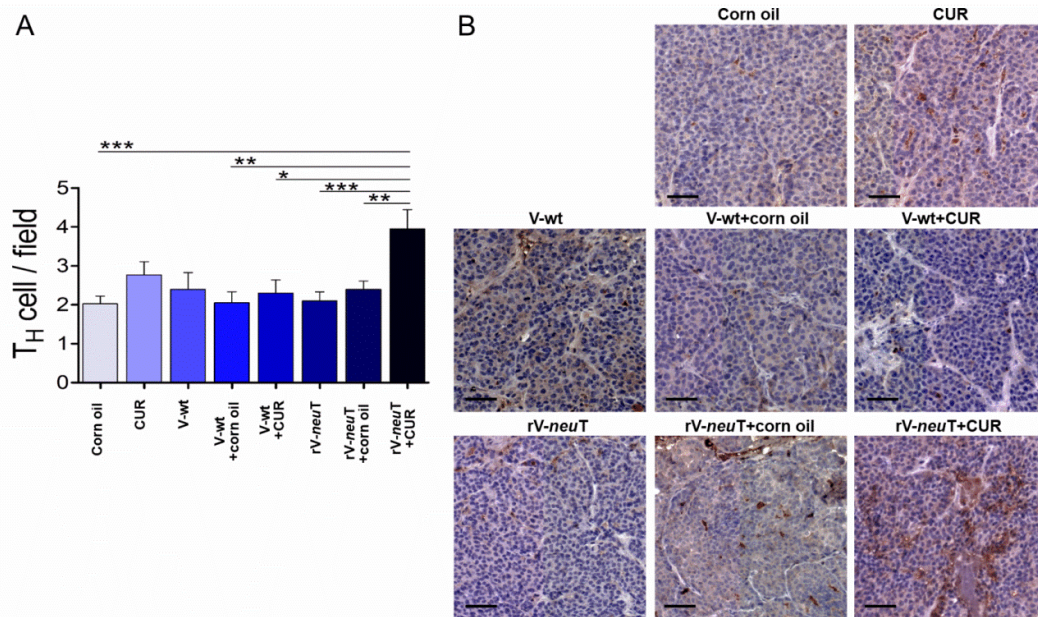 A
B
Corn oil
CUR
***
**
*
***
**
5
4
3
2
1
0
TH cell / field
Corn oil
CUR
V-wt
V-wt
+corn oil
V-wt
+CUR
rV-neuT
rV-neuT
+corn oil
rV-neuT
+CUR
V-wt
V-wt+corn oil
V-wt+CUR
rV-neuT
rV-neuT+corn oil
rV-neuT+CUR